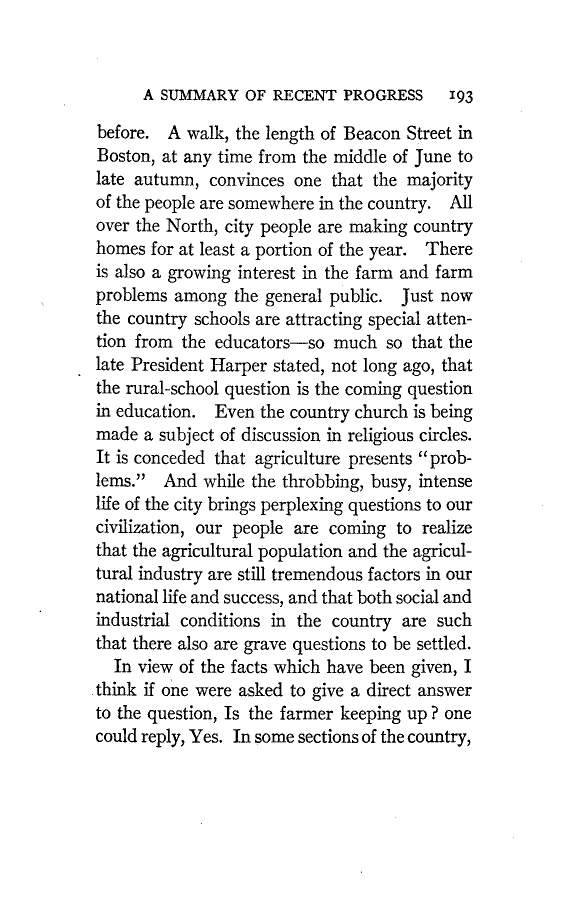 A SUMMARY OF RECENT PROGRESS 193
before. A walk, the length of Beacon Street in
Boston, at any time from the middle of June to
late autumn, convinces one that the majority
of the people are somewhere in the country. All
over the North, city people are making country
homes for at least a portion of the year. There
is also a growing interest in the farm and farm
problems among the general public. Just now
the country schools are attracting special atten-
tion from the educators—so much so that the
late President Harper stated, not long ago, that
the rural-school question is the coming question
in education. Even the country church is being
made a subject of discussion in religious circles.
It is conceded that agriculture presents "prob-
lems." And while the throbbing, busy, intense
life of the city brings perplexing questions to our
civilization, our people are coming to realize
that the agricultural population and the agricul-
tural industry are still tremendous factors in our
national life and success, and that both social and
industrial conditions in the country are such
that there also are grave questions to be settled.
In view of the facts which have been given, I
think if one were asked to give a direct answer
to the question, Is the farmer keeping up? one
could reply, Yes. In some sections of the country,